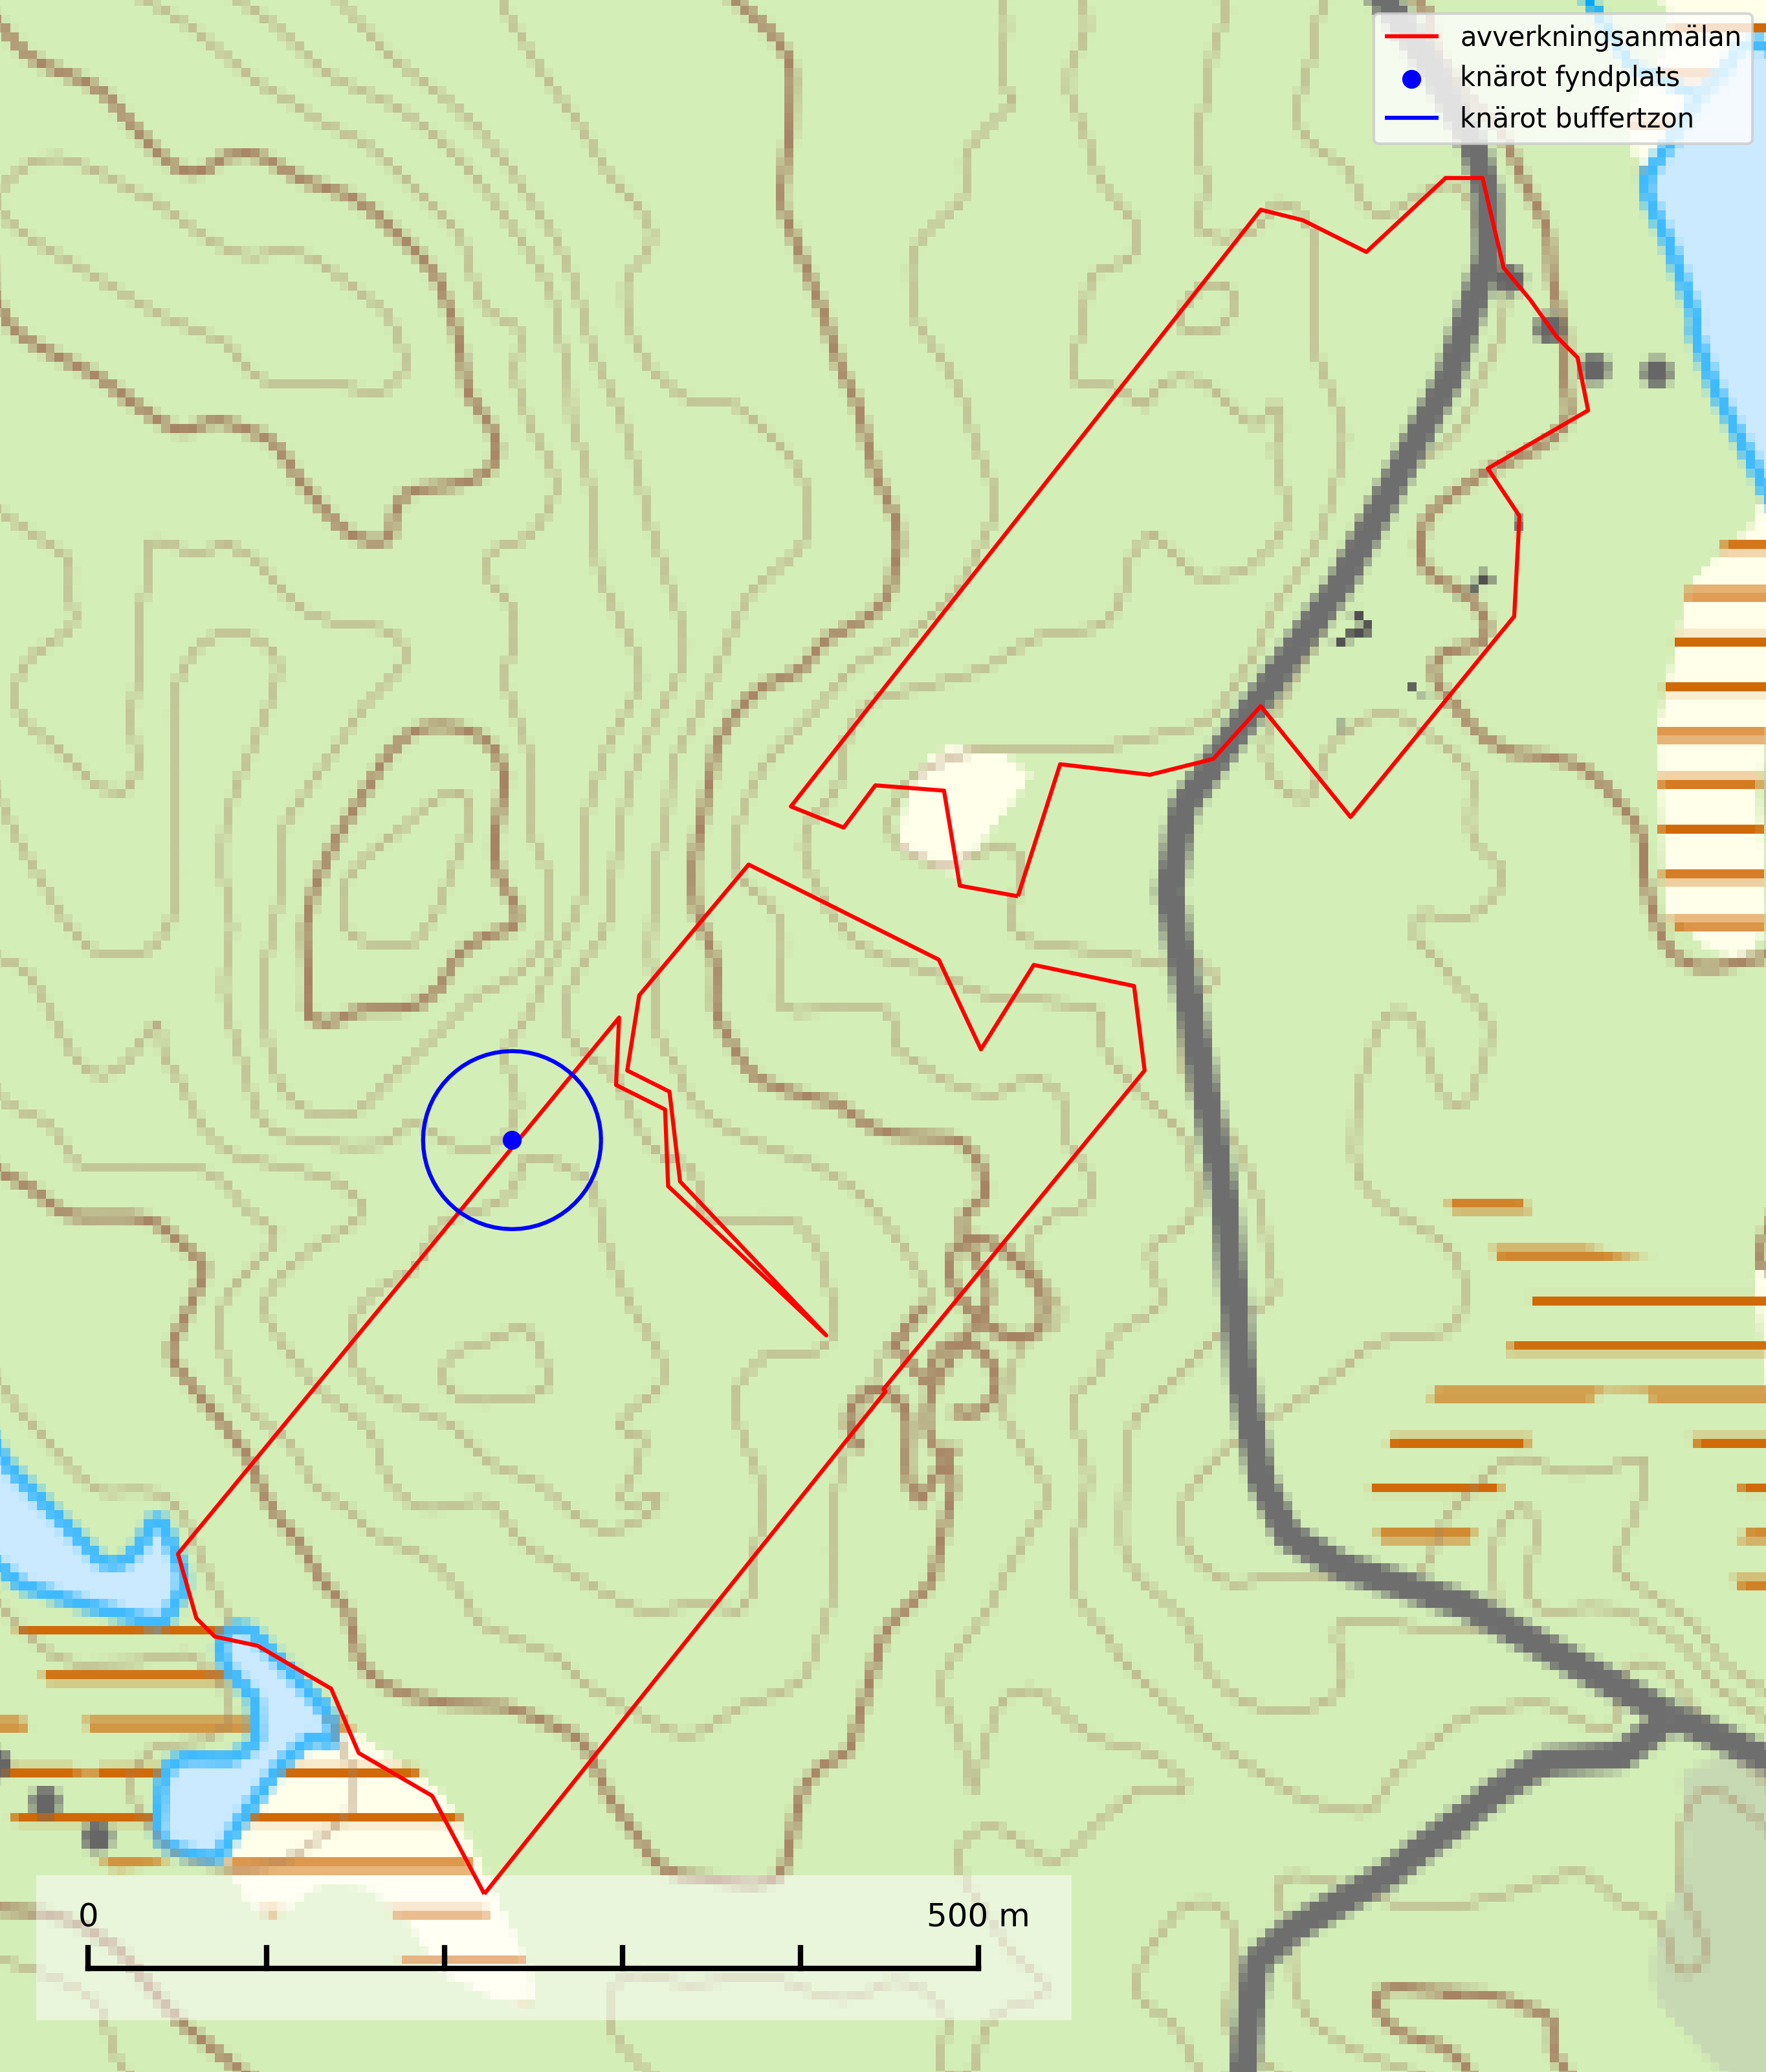 avverkningsanmälan
knärot fyndplats
knärot buffertzon
0 500 m